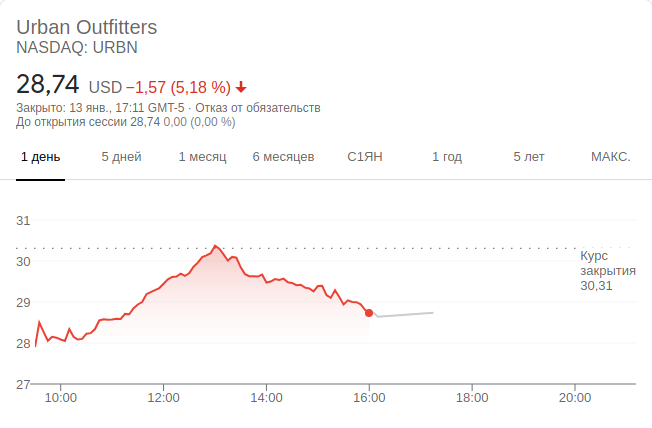 Urban Outfitters
NASDAQ: URBN
28,74 USD −1,57 (5,18 %)
Закрыто: 13 янв., 17:11 GMT-5 · Отказ от обязательств
До открытия сессии 28,74 0,00 (0,00 %)
1 день 5 дней 1 месяц 6 месяцев С1ЯН 1 год 5 лет МАКС.
31
30
29
28
27
Курс
закрытия
30,31
10:00 12:00 14:00 16:00 18:00 20:00